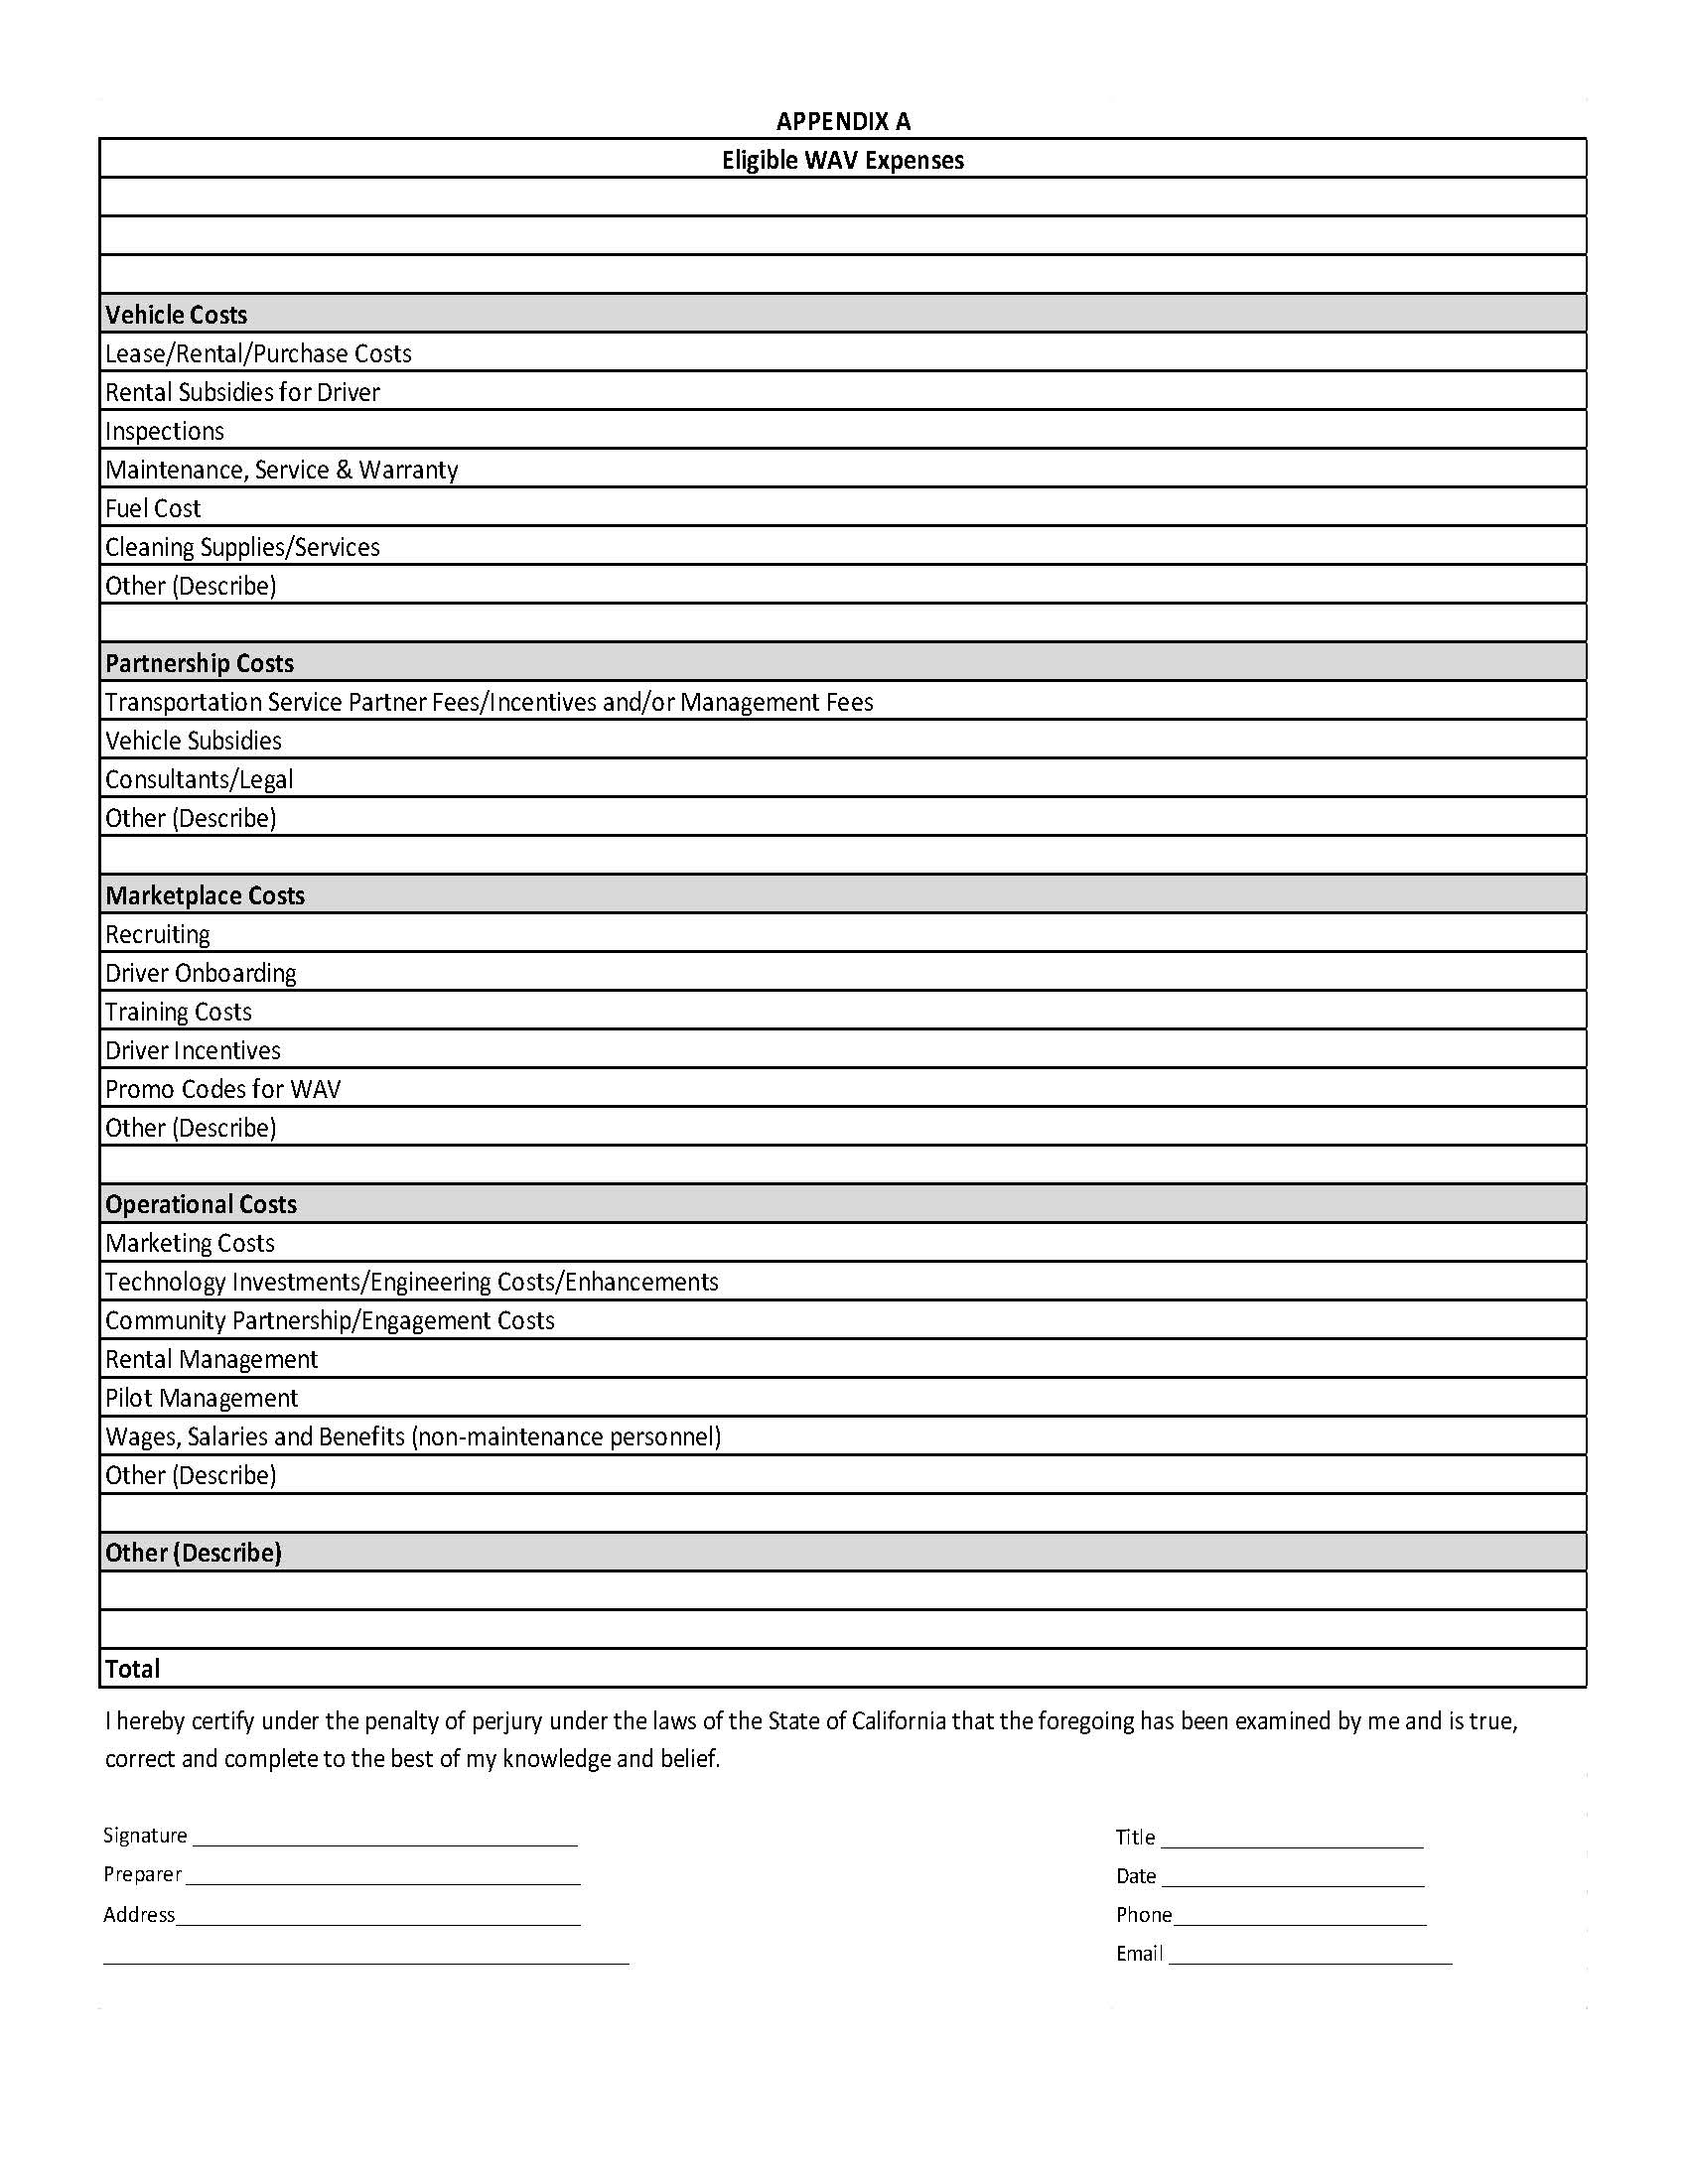 APPENDIX A
Eligible WAV Expenses
Vehicle Costs
Lease/Rental/Purchase Costs
Rental Subsidies for Driver
Inspections
Maintenance, Service & Warranty
Fuel Cost
Cleaning Supplies/Services
Other (Describe)
Partnership Costs
Transportation Service Partner Fees/Incentives and/or Management Fees
Vehicle Subsidies
Consultants/Legal
Other (Describe)
Marketplace Costs
Recruiting
Driver Onboarding
Training Costs
Driver Incentives
Promo Codes for WAV
Other (Describe)
Operational Costs
Marketing Costs
Technology Investments/Engineering Costs/Enhancements
Community Partnership/Engagement Costs
Rental Management
Pilot Management
Wages, Salaries and Benefits (non-maintenance personnel)
Other (Describe)
Other (Describe)
Total
I hereby certify under the penalty of perjury under the laws of the State of California that the foregoing has been examined by me and is true,
correct and complete to the best of my knowledge and belief.
Signature
Title
Preparer
Date
Address
Phone
Email